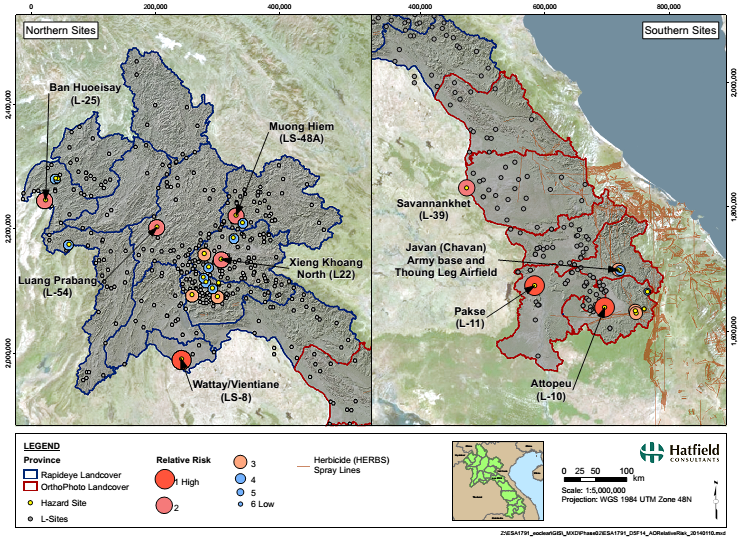 0
200,000
400,000
400,000
600,000
800,000
Northern Sites
Southern Sites
2,400,000
2,200,000
2,000,000
2,000,000
1,800,000
1,600,000
Ban Huoeisay
(L-25)
Muong Hiem
(LS-48A)
Luang Prabang
(L-54)
Xieng Khoang
North (L22)
Wattay/Vientiane
(LS-8)
Savannankhet
(L-39)
Javan (Chavan)
Army base and
Thoung Leg Airfield
Pakse
(L-11)
Attopeu
(L-10)
LEGEND
Province
Rapideye Landcover
OrthoPhoto Landcover
Hazard Site
L-Sites
Relative Risk
1 High
2
3
4
5
6 Low
Herbicide (HERBS)
Spray Lines
Hatfield
CONSULTANTS
0 25 50 100
km
Scale: 1:5,000,000
Projection: WGS 1984 UTM Zone 48N